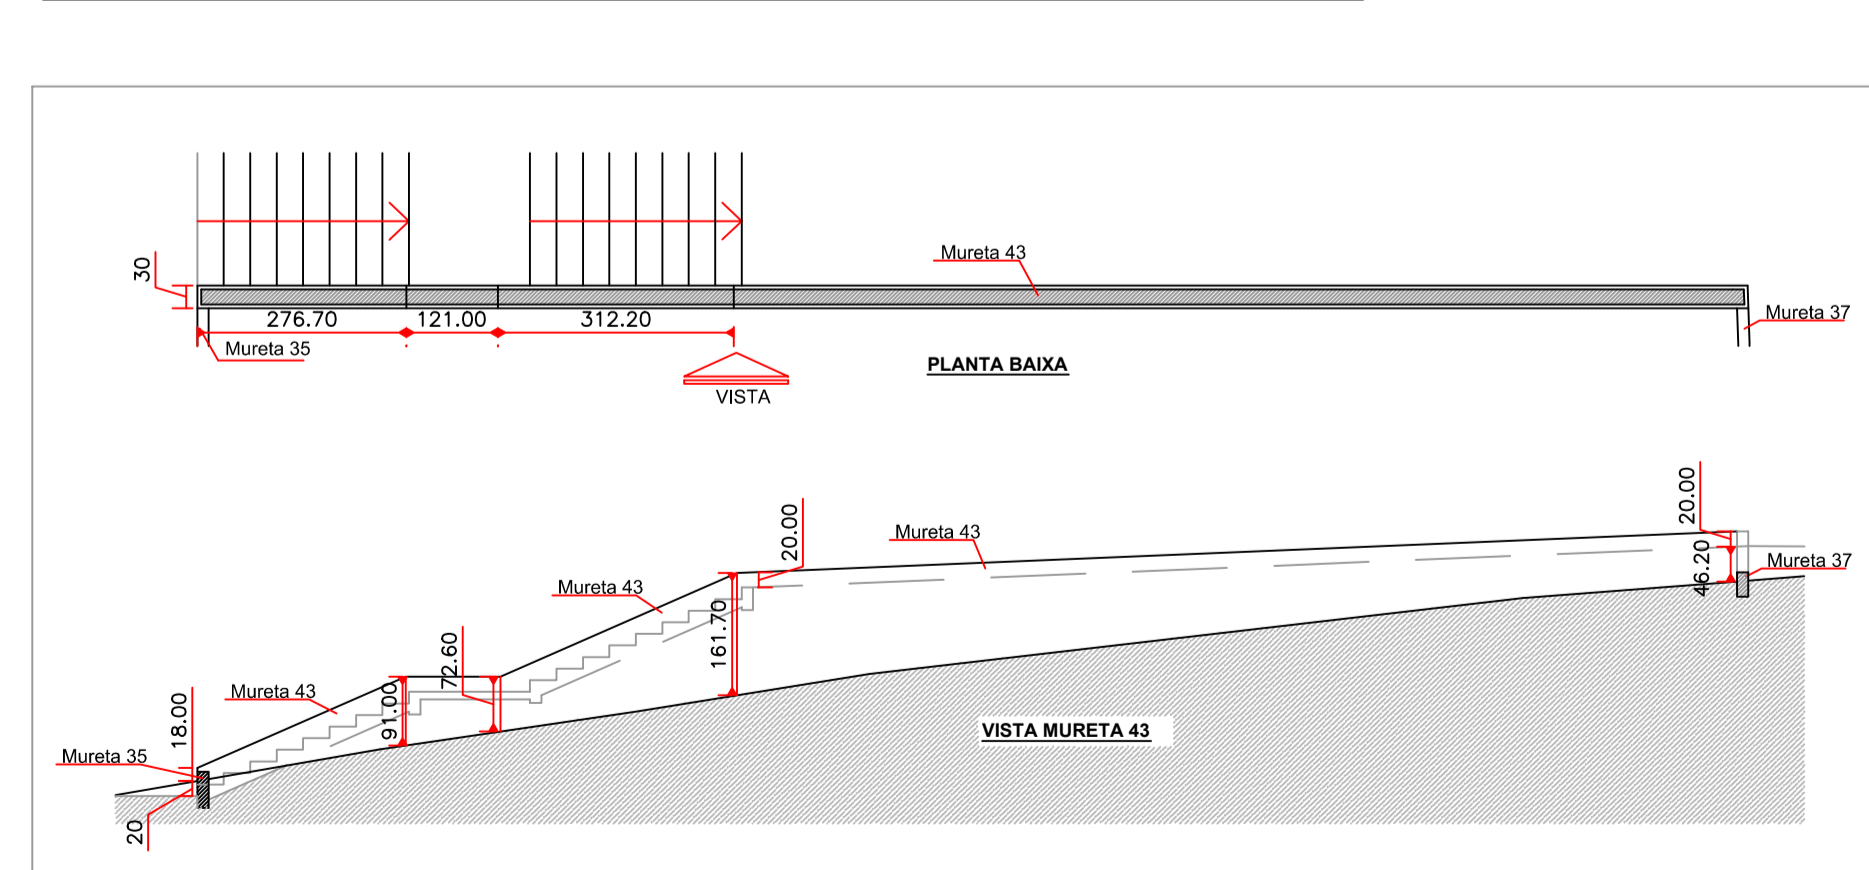 30
Mureta 43
276.70
121.00
312.20
Mureta 37
Mureta 35
PLANTA BAIXA
VISTA
20.00
20.00
Mureta 43
46.20
Mureta 37
Mureta 43
161.70
72.60
Mureta 43
91.00
18.00
VISTA MURETA 43
Mureta 35
20